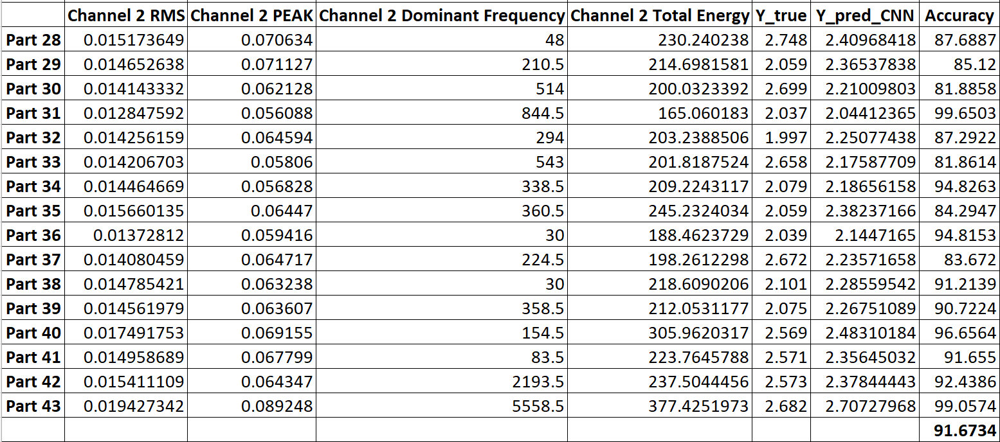 Channel 2 RMS Channel 2 PEAK Channel 2 Dominant Frequency Channel 2 Total Energy Y_true Y_pred_CNN Accuracy
Part 28 0.015173649 0.070634 48 230.240238 2.748 2.40968418 87.6887
Part 29 0.014652638 0.071127 210.5 214.6981581 2.059 2.36537838 85.12
Part 30 0.014143332 0.062128 514 200.0323392 2.699 2.21009803 81.8858
Part 31 0.012847592 0.056088 844.5 165.060183 2.037 2.04412365 99.6503
Part 32 0.014256159 0.064594 294 203.2388506 1.997 2.25077438 87.2922
Part 33 0.014206703 0.05806 543 201.8187524 2.658 2.17587709 81.8614
Part 34 0.014464669 0.056828 338.5 209.2243117 2.079 2.18656158 94.8263
Part 35 0.015660135 0.06447 360.5 245.2324034 2.059 2.38237166 84.2947
Part 36 0.01372812 0.059416 30 188.4623729 2.039 2.1447165 94.8153
Part 37 0.014080459 0.064717 224.5 198.2612298 2.672 2.23571658 83.672
Part 38 0.014785421 0.063238 30 218.6090206 2.101 2.28559542 91.2139
Part 39 0.014561979 0.063607 358.5 212.0531177 2.075 2.26751089 90.7224
Part 40 0.017491753 0.069155 154.5 305.9620317 2.569 2.48310184 96.6564
Part 41 0.014958689 0.067799 83.5 223.7645788 2.571 2.35645032 91.655
Part 42 0.015411109 0.064347 2193.5 237.5044456 2.573 2.37844443 92.4386
Part 43 0.019427342 0.089248 5558.5 377.4251973 2.682 2.70727968 99.0574
91.6734